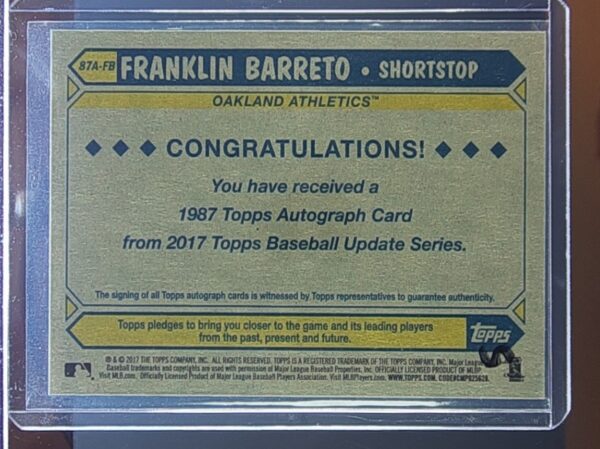 87A-FB FRANKLIN BARRETO • SHORTSTOP
OAKLAND ATHLETICS™
CONGRATULATIONS!
You have received a
1987 Topps Autograph Card
from 2017 Topps Baseball Update Series.
The signing of all Topps autograph cards is witnessed by Topps representatives to guarantee authenticity.
Topps pledges to bring you closer to the game and its leading players
from the past, present and future.
Topps
® & © 2017 THE TOPPS COMPANY, INC. ALL RIGHTS RESERVED. TOPPS IS A REGISTERED TRADEMARK OF THE TOPPS COMPANY, INC. Major League
Baseball trademarks and copyrights are used with permission of Major League Baseball Properties, Inc. OFFICIALLY LICENSED PRODUCT OF MLBP
Visit MLB.com. Officially Licensed Product of Major League Baseball Players Association. Visit MLBPlayers.com. WWW.TOPPS.COM. CODE#CMP025628